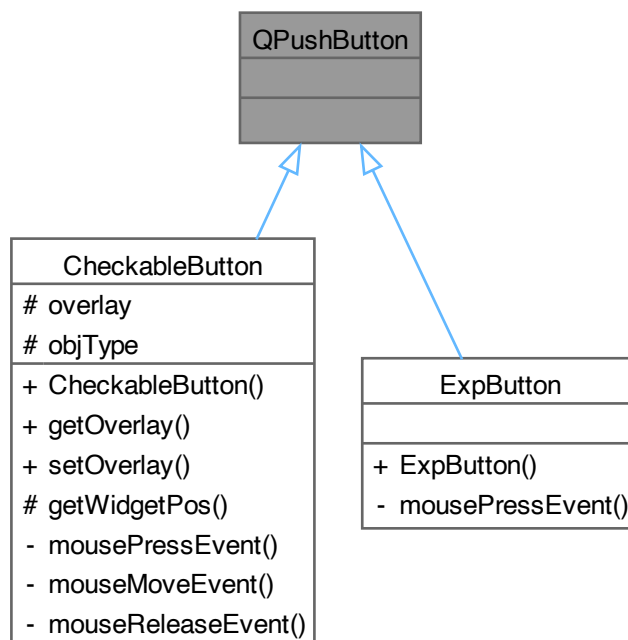 QPushButton
CheckableButton
# overlay
# objType
+ CheckableButton()
+ getOverlay()
+ setOverlay()
# getWidgetPos()
- mousePressEvent()
- mouseMoveEvent()
- mouseReleaseEvent()
ExpButton
+ ExpButton()
- mousePressEvent()